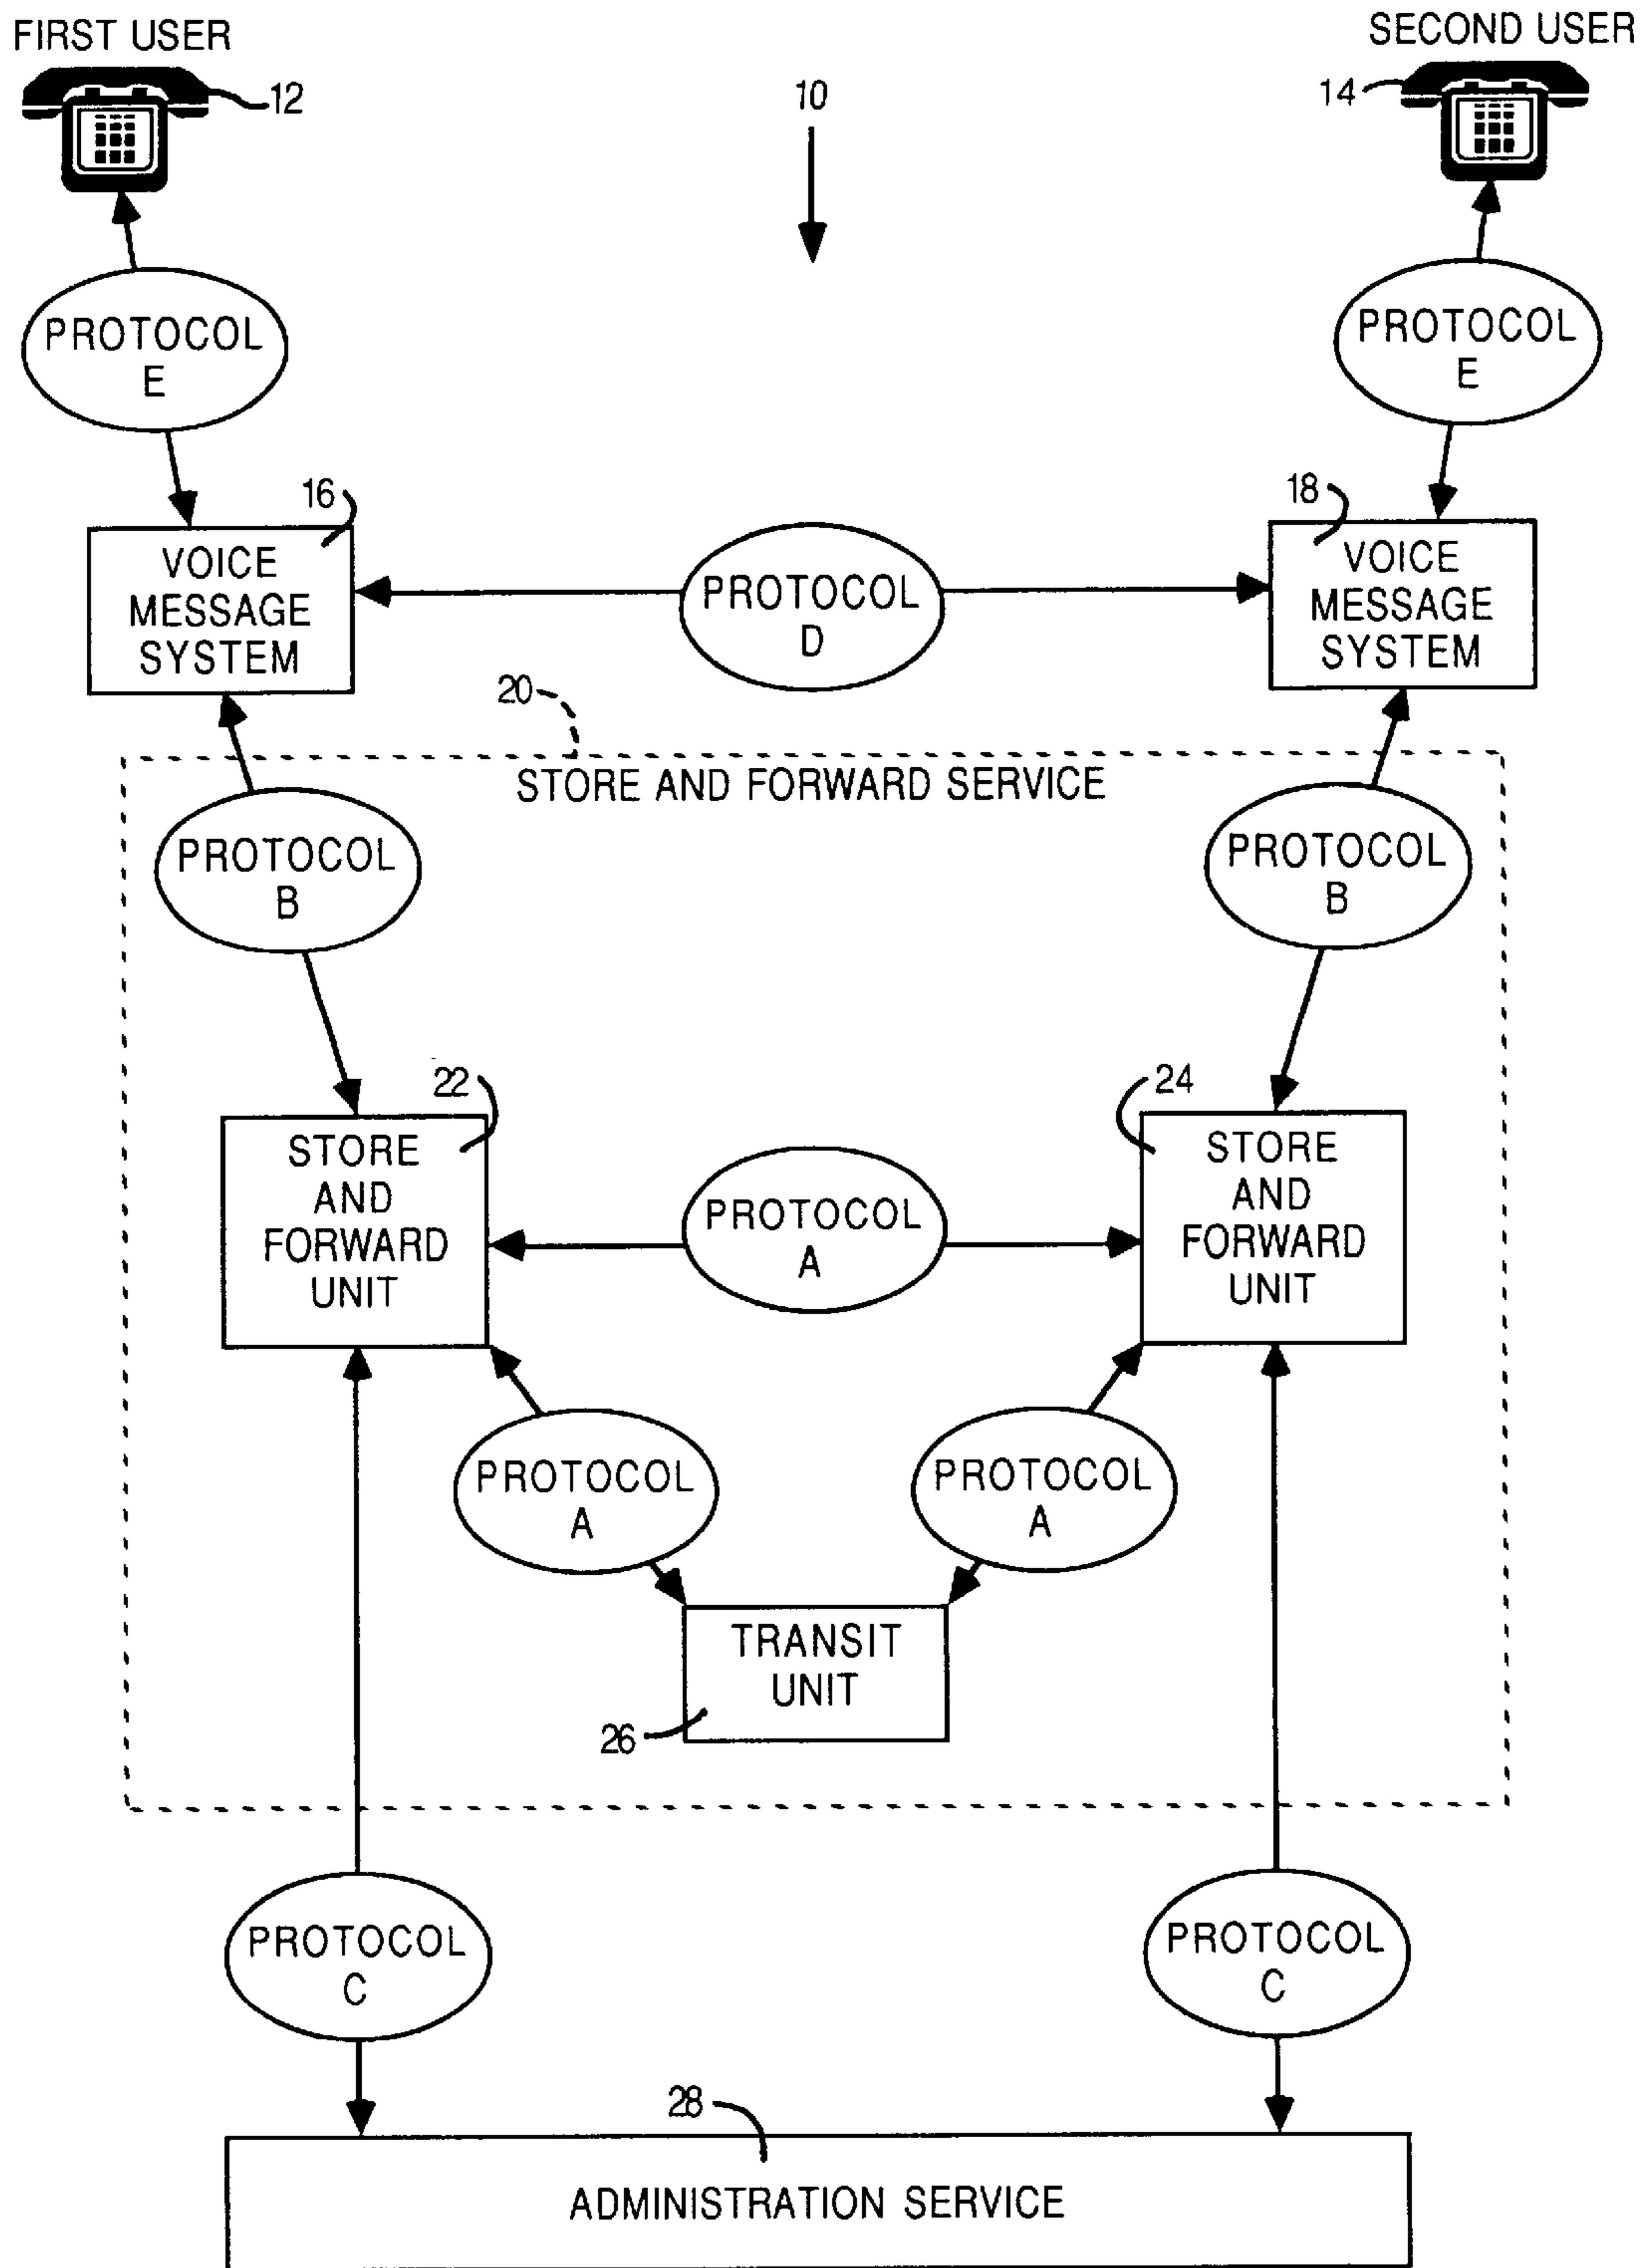 FIRST USER
SECOND USER
12
10
14
PROTOCOL
E
PROTOCOL
E
16
18
VOICE
MESSAGE
SYSTEM
PROTOCOL
D
VOICE
MESSAGE
SYSTEM
20
STORE AND FORWARD SERVICE
PROTOCOL
B
PROTOCOL
B
22
24
STORE
AND
FORWARD
UNIT
PROTOCOL
A
STORE
AND
FORWARD
UNIT
PROTOCOL
A
PROTOCOL
A
TRANSIT
UNIT
26
PROTOCOL
C
PROTOCOL
C
28
ADMINISTRATION SERVICE